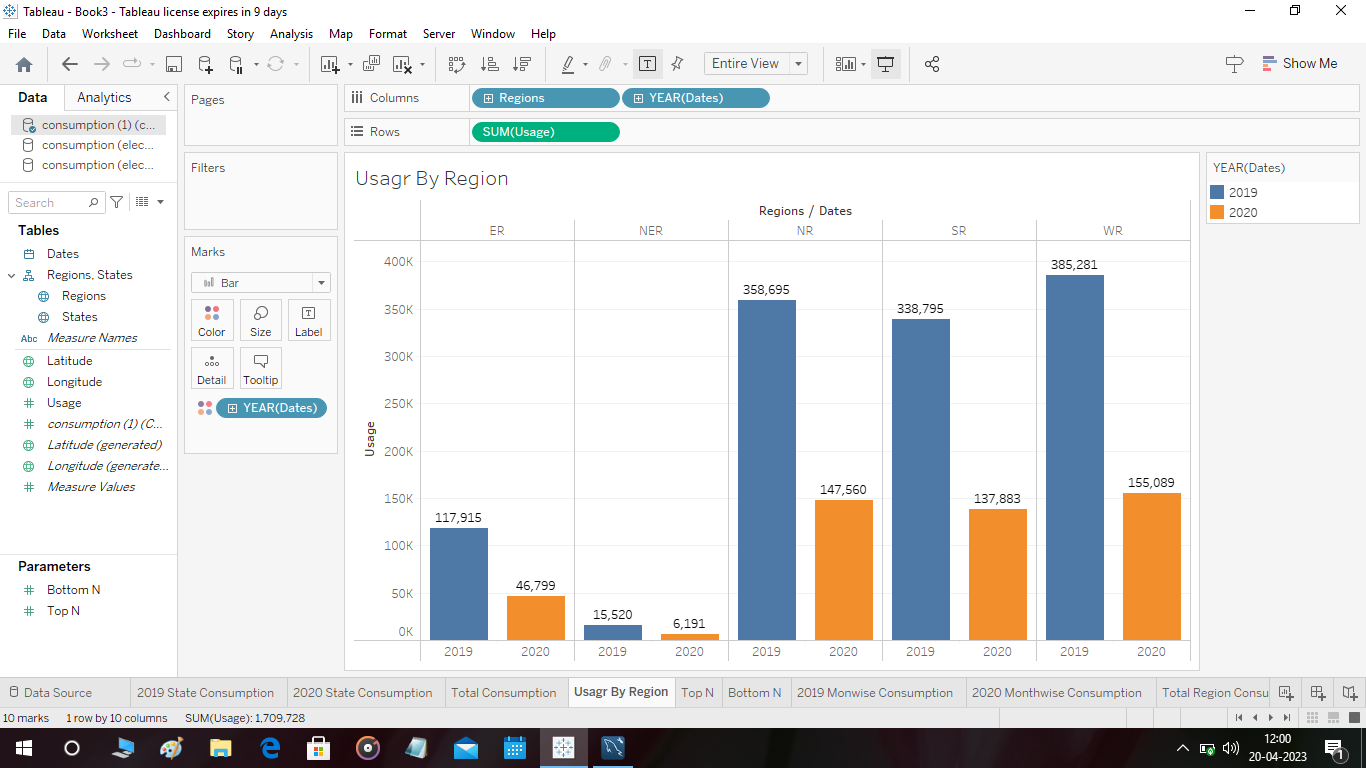 Tableau - Book3 - Tableau license expires in 9 days
File Data Worksheet Dashboard Story Analysis Map Format Server Window Help
Entire View
Show Me
Data Analytics
consumption (1) (c...
consumption (elec...
consumption (elec...
Search
Tables
Dates
Regions, States
Regions
States
Abc Measure Names
Latitude
Longitude
Usage
consumption (1) (C...
Latitude (generated)
Longitude (generate...
Measure Values
Parameters
Bottom N
Top N
Pages
Filters
Marks
Bar
Color Size Label
Detail Tooltip
YEAR(Dates)
Columns Regions YEAR(Dates)
Rows SUM(Usage)
Usagr By Region
Regions / Dates
ER NER NR SR WR
Usage
400K
350K
300K
250K
200K
150K
100K
50K
0K
117,915
46,799
15,520
6,191
358,695
147,560
338,795
137,883
385,281
155,089
2019 2020 2019 2020 2019 2020 2019 2020 2019 2020
YEAR(Dates)
2019
2020
Data Source 2019 State Consumption 2020 State Consumption Total Consumption Usagr By Region Top N Bottom N 2019 Monwise Consumption 2020 Monthwise Consumption Total Region Consu
10 marks 1 row by 10 columns SUM(Usage): 1,709,728
12:00
20-04-2023
1